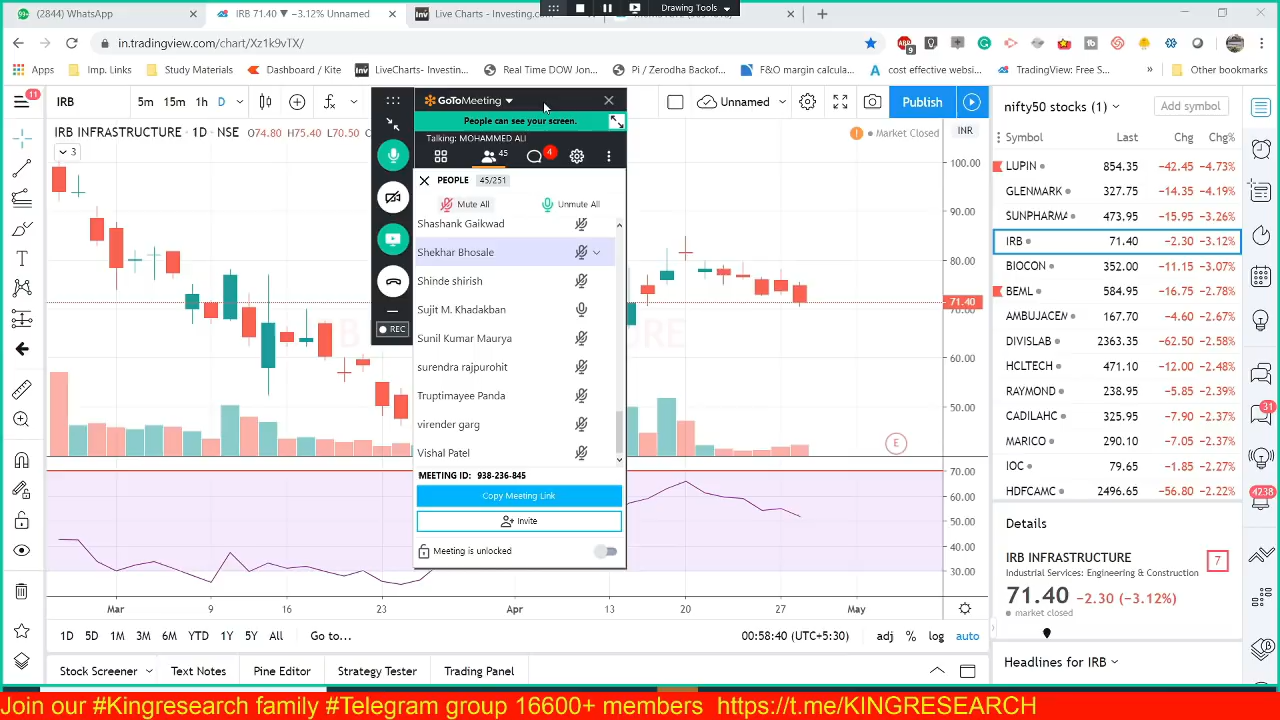 (2844) WhatsApp
IRB 71.40 ▼ −3.12% Unnamed
Live Charts - Investing.com
Drawing Tools
in.tradingview.com/chart/Xz1k9vTX/
Apps
Imp. Links
Study Materials
Dashboard / Kite
LiveCharts- Investin...
Real Time DOW Jon...
Pi / Zerodha Backof...
F&O margin calcula...
cost effective websi...
TradingView: Free S...
Other bookmarks
11
IRB
5m 15m 1h D
Unnamed
Publish
nifty50 stocks (1)
Add symbol
IRB INFRASTRUCTURE · 1D · NSE O74.80 H75.40 L70.50
3
Market Closed
INR
GoToMeeting
People can see your screen.
Talking: MOHAMMED ALI
45
4
PEOPLE 45/251
Mute All
Unmute All
Shashank Gaikwad
Shekhar Bhosale
Shinde shirish
Sujit M. Khadakban
Sunil Kumar Maurya
surendra rajpurohit
Truptimayee Panda
virender garg
Vishal Patel
MEETING ID: 938-236-845
Copy Meeting Link
Invite
Meeting is unlocked
REC
100.00
90.00
80.00
71.40
70.00
60.00
50.00
E
70.00
60.00
50.00
40.00
30.00
Mar 9 16 23 Apr 13 20 27 May
1D 5D 1M 3M 6M YTD 1Y 5Y All Go to...
00:58:40 (UTC+5:30) adj % log auto
Stock Screener
Text Notes
Pine Editor
Strategy Tester
Trading Panel
Symbol Last Chg Chg%
LUPIN 854.35 −42.45 −4.73%
GLENMARK 327.75 −14.35 −4.19%
SUNPHARMA 473.95 −15.95 −3.26%
IRB 71.40 −2.30 −3.12%
BIOCON 352.00 −11.15 −3.07%
BEML 584.95 −16.75 −2.78%
AMBUJACEM 167.70 −4.60 −2.67%
DIVISLAB 2363.35 −62.50 −2.58%
HCLTECH 471.10 −12.00 −2.48%
RAYMOND 238.95 −5.85 −2.39%
CADILAHC 325.95 −7.90 −2.37%
MARICO 290.10 −7.05 −2.37%
IOC 79.65 −1.85 −2.27%
HDFCAMC 2496.65 −56.80 −2.22%
31
4238
Details
IRB INFRASTRUCTURE
7
Industrial Services: Engineering & Construction
71.40 −2.30 (−3.12%)
market closed
Headlines for IRB
Join our #Kingresearch family #Telegram group 16600+ members https://t.me/KINGRESEARCH